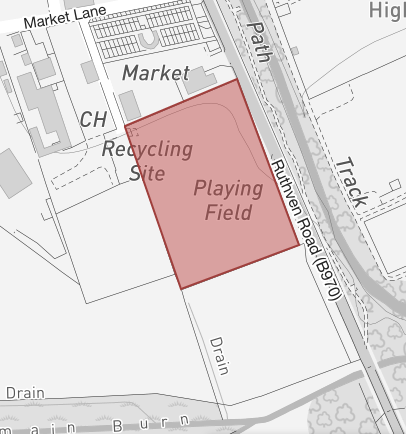 Market Lane
High
Path
Market
CH
Recycling
Site
Track
Playing
Field
Ruthven Road (B970)
Drain
Drain
main Burn